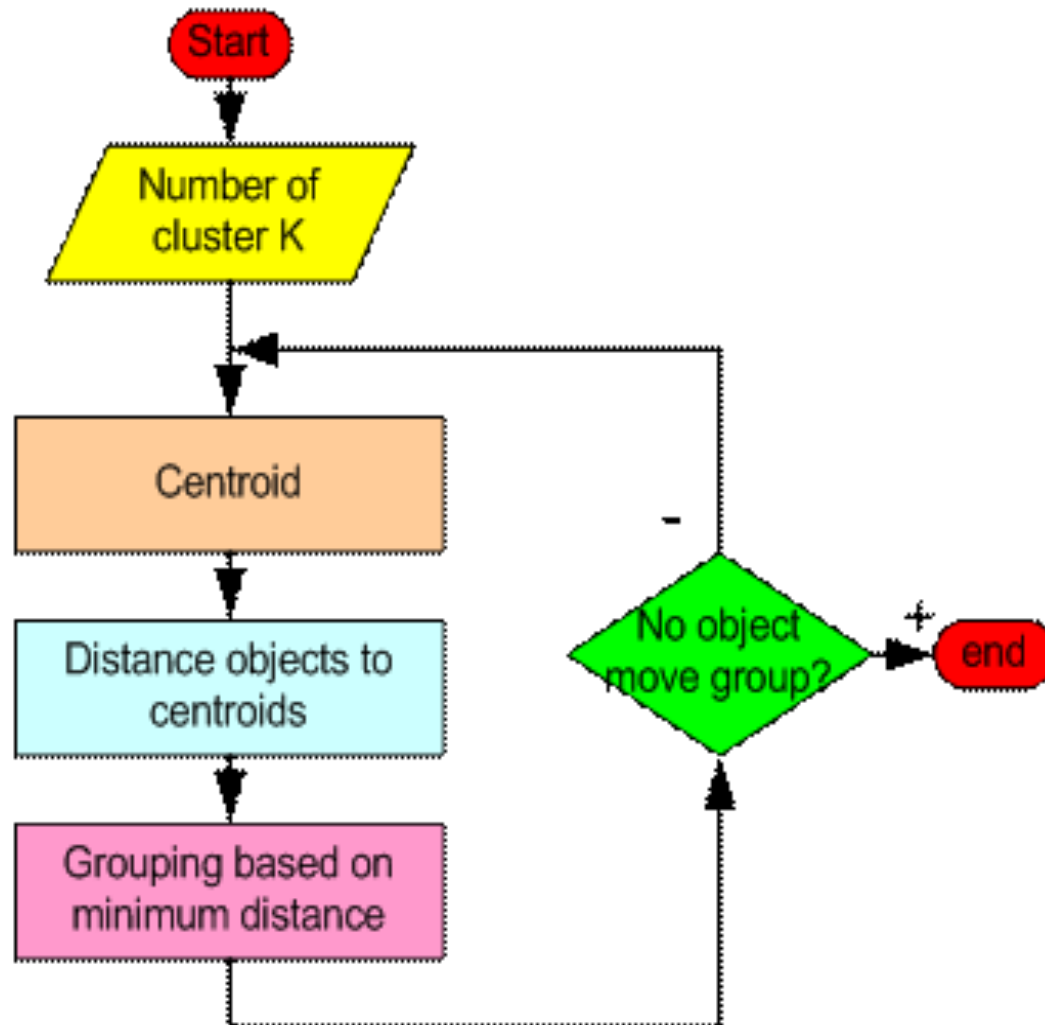 Start
Number of
cluster K
Centroid
Distance objects to
centroids
Grouping based on
minimum distance
-
No object
move group?
+
end